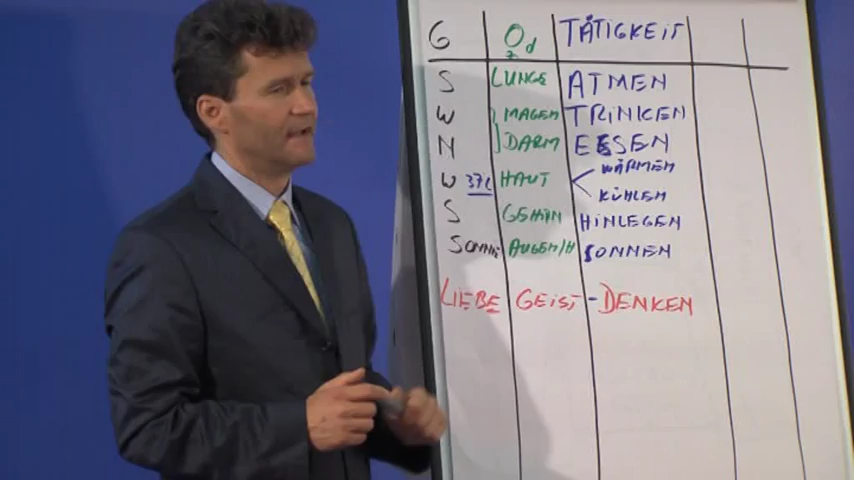 G Od TÄTIGKEIT
S LUNGE ATMEN
W MAGEN TRINKEN
N DARM ESSEN
W 37C HAUT WÄRMEN
KÜHLEN
S GEHIRN HINLEGEN
SONNE AUGEN/H SONNEN
LIEBE GEIST-DENKEN